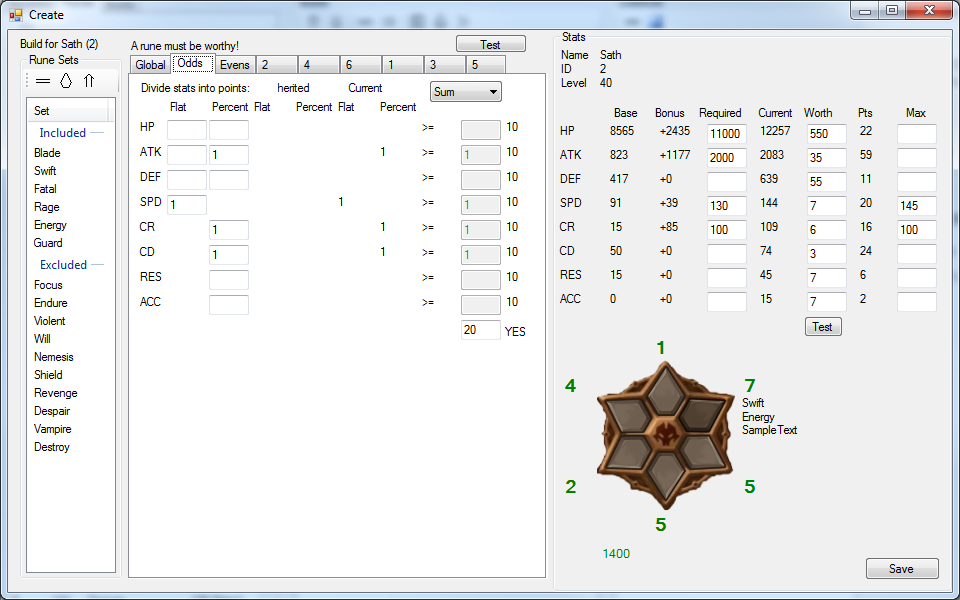 Create
Build for Sath (2)
Rune Sets
Set
Included
Blade
Swift
Fatal
Rage
Energy
Guard
Excluded
Focus
Endure
Violent
Will
Nemesis
Shield
Revenge
Despair
Vampire
Destroy
A rune must be worthy!
Test
Global Odds Evens 2 4 6 1 3 5
Divide stats into points: herited Current Sum
Flat Percent Flat Percent Flat Percent
HP >= 10
ATK 1 1 >= 1 10
DEF >= 10
SPD 1 1 >= 1 10
CR 1 1 >= 1 10
CD 1 1 >= 1 10
RES >= 10
ACC >= 10
20 YES
Stats
Name Sath
ID 2
Level 40
Base Bonus Required Current Worth Pts Max
HP 8565 +2435 11000 12257 550 22
ATK 823 +1177 2000 2083 35 59
DEF 417 +0 639 55 11
SPD 91 +39 130 144 7 20 145
CR 15 +85 100 109 6 16 100
CD 50 +0 74 3 24
RES 15 +0 45 7 6
ACC 0 +0 15 7 2
Test
1
4
7
Swift
Energy
SampleText
2
5
5
1400
Save